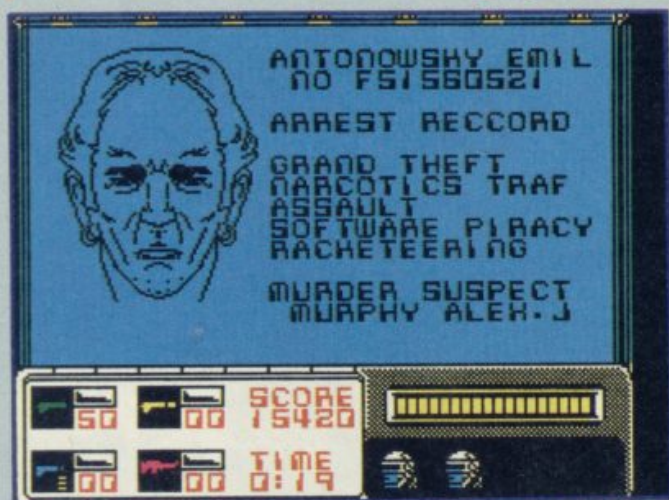 ANTONOWSKY EMIL
NO FS1S60521
ARREST RECCORD
GRAND THEFT
NARCOTICS TRAF
ASSAULT
SOFTWARE PIRACY
RACKETEERING
MURDER SUSPECT
MURPHY ALEX.J
50
00
SCORE
15420
00
00
TIME
0:19